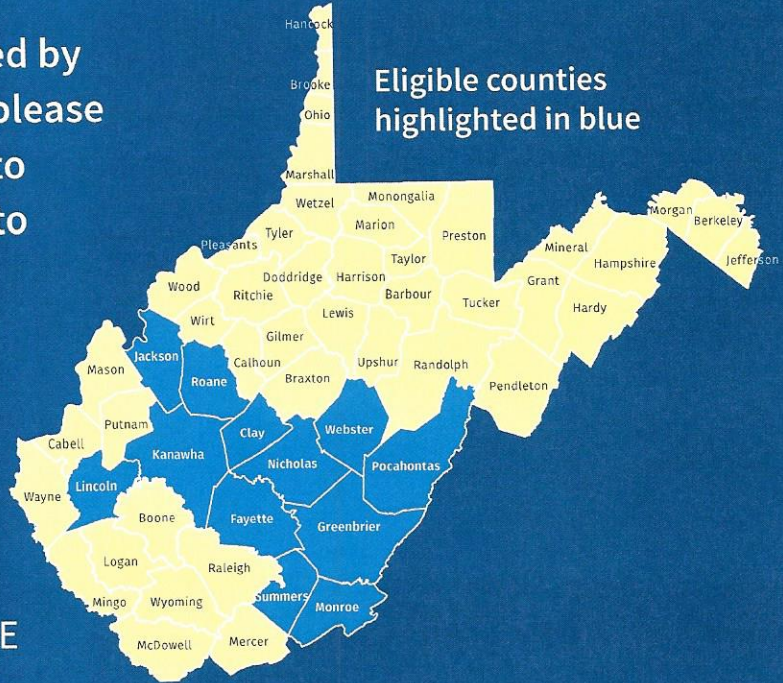 ed by
please
to
to
E
Eligible counties
highlighted in blue
Hancock
Brooke
Ohio
Marshall
Wetzel
Monongalia
Marion
Preston
Tyler
Pleasants
Taylor
Doddridge
Harrison
Barbour
Tucker
Wood
Ritchie
Lewis
Wirt
Gilmer
Calhoun
Braxton
Upshur
Randolph
Mineral
Grant
Hampshire
Hardy
Morgan
Berkeley
Jefferson
Pendleton
Jackson
Roane
Mason
Putnam
Cabell
Wayne
Lincoln
Kanawha
Clay
Webster
Nicholas
Pocahontas
Boone
Fayette
Greenbrier
Logan
Raleigh
Mingo
Wyoming
Summers
Monroe
McDowell
Mercer